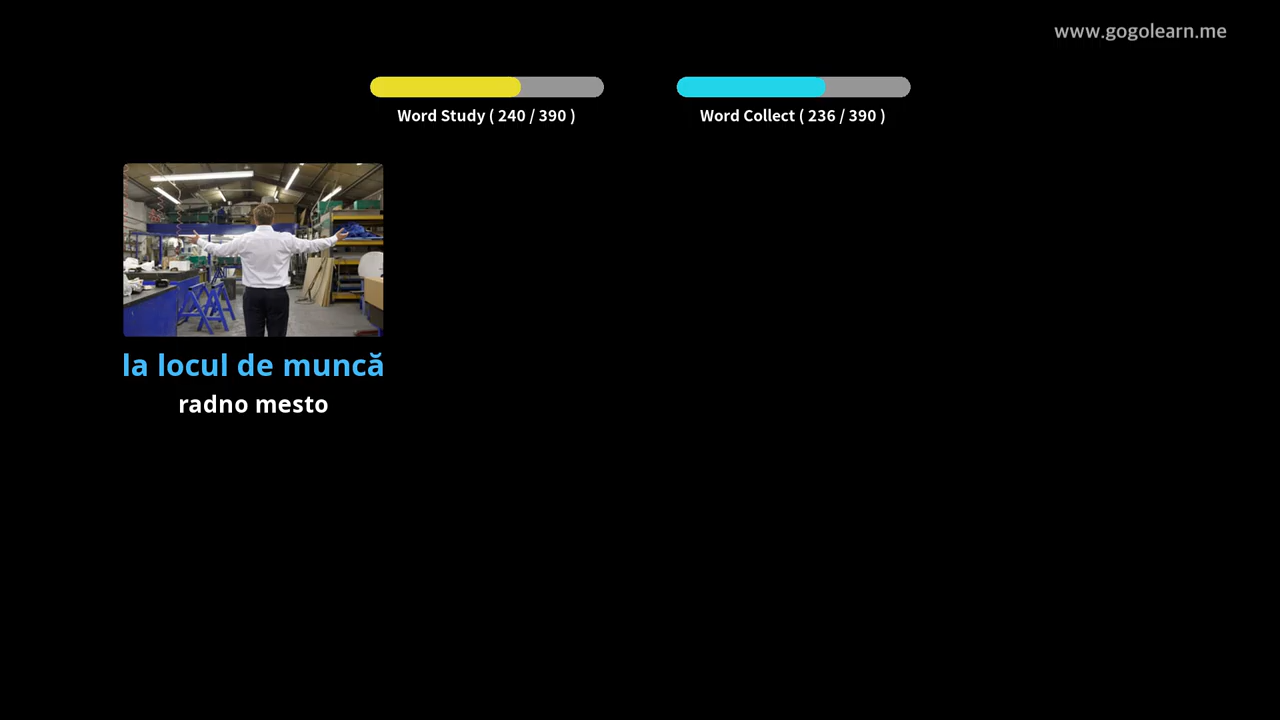 www.gogolearn.me
Word Study ( 240 / 390 )
Word Collect ( 236 / 390 )
la locul de muncă
radno mesto